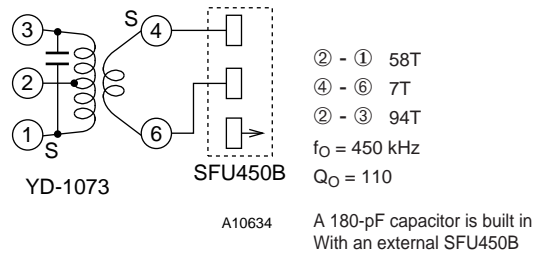 3
S
4
2
1
S
6
YD-1073
SFU450B
A10634
② - ① 58T
④ - ⑥ 7T
② - ③ 94T
fO = 450 kHz
QO = 110
A 180-pF capacitor is built in
With an external SFU450B